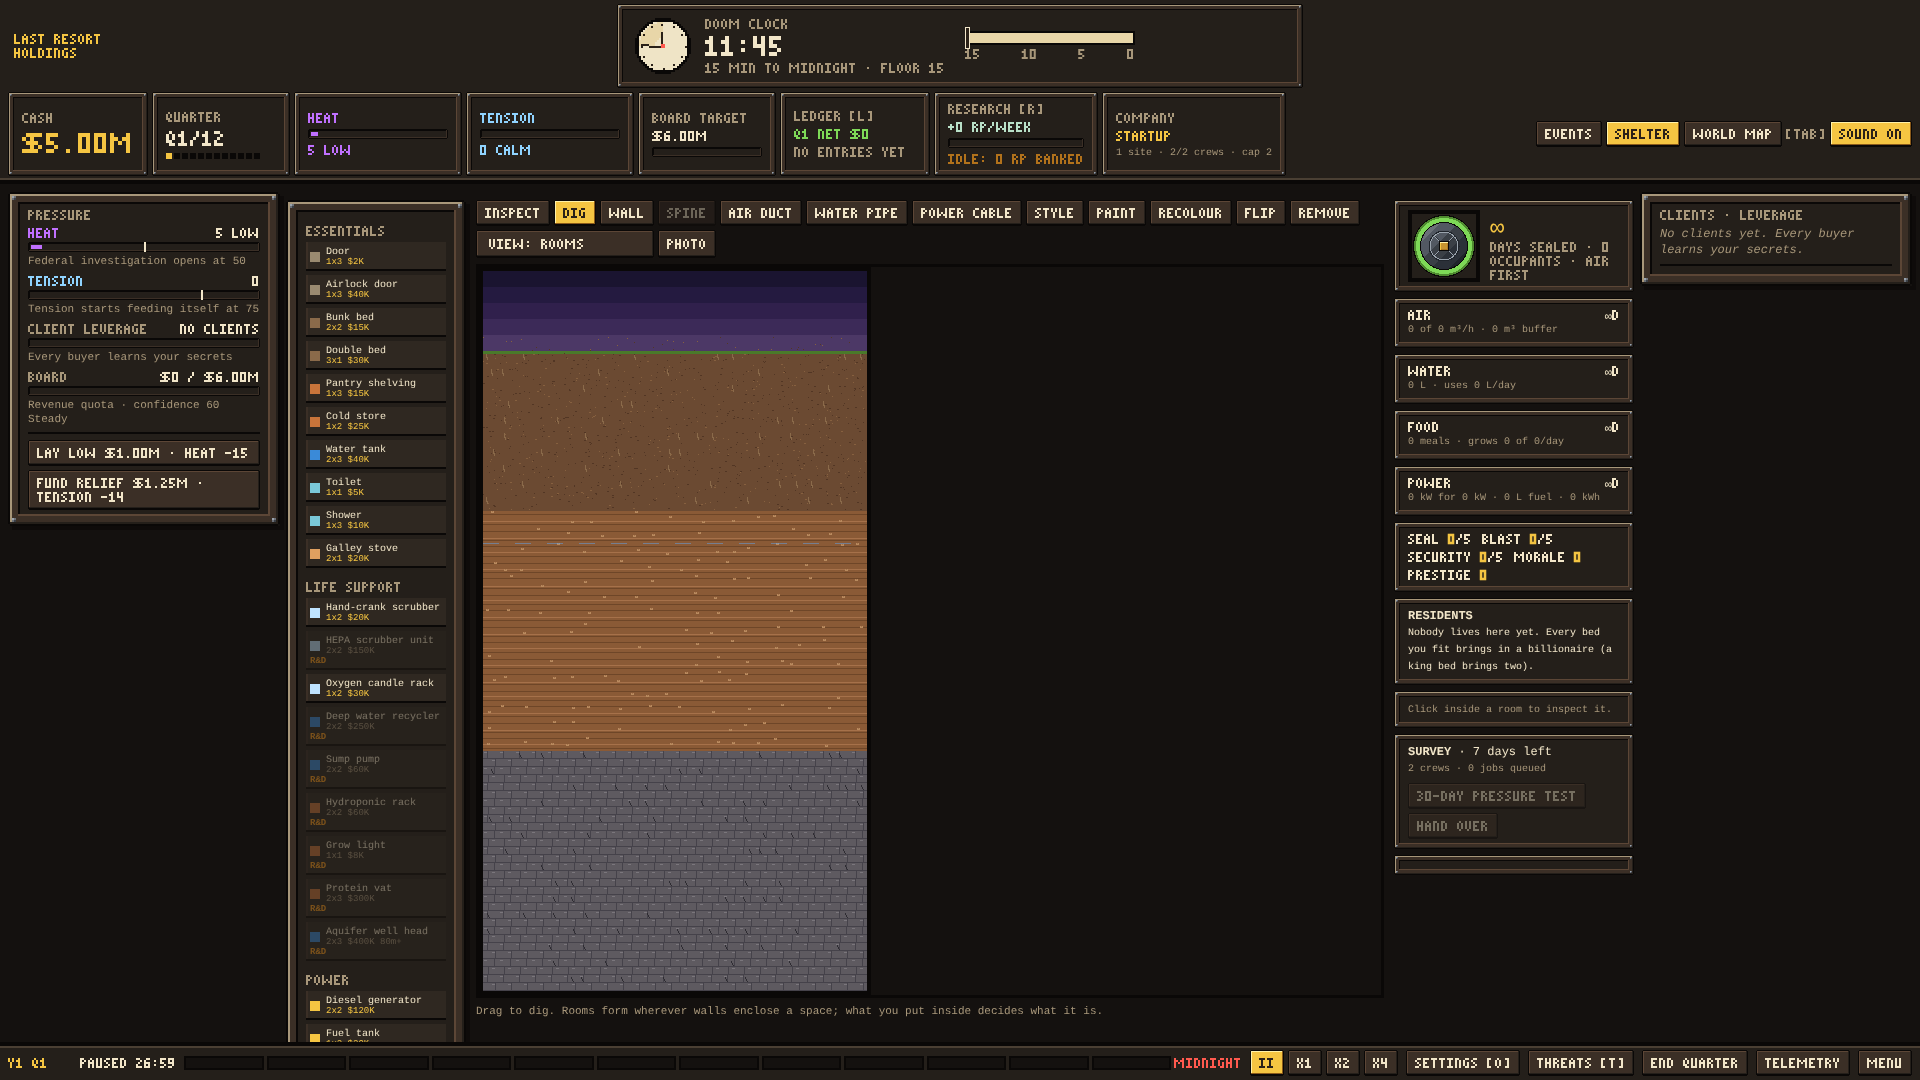 LAST RESORT
HOLDINGS
DOOM CLOCK
11:45
15 MIN TO MIDNIGHT · FLOOR 15
15 10 5 0
CASH
$5.00M
QUARTER
Q1/12
HEAT
5 LOW
TENSION
0 CALM
BOARD TARGET
$6.00M
LEDGER [L]
Q1 NET $0
NO ENTRIES YET
RESEARCH [R]
+0 RP/WEEK
IDLE: 0 RP BANKED
COMPANY
STARTUP
1 site · 2/2 crews · cap 2
EVENTS
SHELTER
WORLD MAP
[TAB]
SOUND ON
PRESSURE
HEAT 5 LOW
Federal investigation opens at 50
TENSION 0
Tension starts feeding itself at 75
CLIENT LEVERAGE NO CLIENTS
Every buyer learns your secrets
BOARD $0 / $6.00M
Revenue quota · confidence 60
Steady
LAY LOW $1.00M · HEAT -15
FUND RELIEF $1.25M ·
TENSION -14
ESSENTIALS
Door
1x3 $2K
Airlock door
1x3 $40K
Bunk bed
2x2 $15K
Double bed
3x1 $30K
Pantry shelving
1x3 $15K
Cold store
1x2 $25K
Water tank
2x3 $40K
Toilet
1x1 $5K
Shower
1x3 $10K
Galley stove
2x1 $20K
LIFE SUPPORT
Hand-crank scrubber
1x2 $20K
HEPA scrubber unit
2x2 $150K
R&D
Oxygen candle rack
1x2 $30K
Deep water recycler
2x2 $250K
R&D
Sump pump
2x2 $60K
R&D
Hydroponic rack
2x2 $60K
R&D
Grow light
1x1 $8K
R&D
Protein vat
2x3 $300K
R&D
Aquifer well head
2x3 $400K 80m+
R&D
POWER
Diesel generator
2x2 $120K
Fuel tank
INSPECT
DIG
WALL
SPINE
AIR DUCT
WATER PIPE
POWER CABLE
STYLE
PAINT
RECOLOUR
FLIP
REMOVE
VIEW: ROOMS
PHOTO
Drag to dig. Rooms form wherever walls enclose a space; what you put inside decides what it is.
∞
DAYS SEALED · 0
OCCUPANTS · AIR
FIRST
AIR ∞D
0 of 0 m³/h · 0 m³ buffer
WATER ∞D
0 L · uses 0 L/day
FOOD ∞D
0 meals · grows 0 of 0/day
POWER ∞D
0 kW for 0 kW · 0 L fuel · 0 kWh
SEAL 0/5 BLAST 0/5
SECURITY 0/5 MORALE 0
PRESTIGE 0
RESIDENTS
Nobody lives here yet. Every bed
you fit brings in a billionaire (a
king bed brings two).
Click inside a room to inspect it.
SURVEY · 7 days left
2 crews · 0 jobs queued
30-DAY PRESSURE TEST
HAND OVER
CLIENTS · LEVERAGE
No clients yet. Every buyer
learns your secrets.
Y1 Q1
PAUSED 26:59
MIDNIGHT
II
X1
X2
X4
SETTINGS [O]
THREATS [T]
END QUARTER
TELEMETRY
MENU